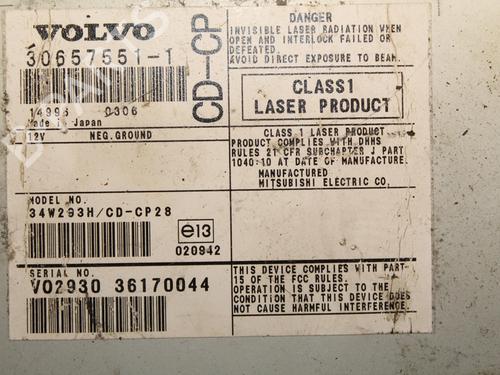 VOLVO
30657551-1
CD-CP
14996 0306
Made in Japan
12V NEG.GROUND
MODEL NO.
34W293H/CD-CP28
e13
020942
SERIAL NO.
V02930 36170044
DANGER
INVISIBLE LASER RADIATION WHEN
OPEN AND INTERLOCK FAILED OR
DEFEATED.
AVOID DIRECT EXPOSURE TO BEAM.
CLASS1
LASER PRODUCT
CLASS 1 LASER PRODUCT
PRODUCT COMPLIES WITH DHHS
RULES 21 CFR SUBCHAPTER J PART
1040:10 AT DATE OF MANUFACTURE.
MANUFACTURED
MITSUBISHI ELECTRIC CO.
THIS DEVICE COMPLIES WITH PART-
15 OF THE FCC RULES.
OPERATION IS SUBJECT TO THE
CONDITION THAT THIS DEVICE DOES
NOT CAUSE HARMFUL INTERFERENCE.